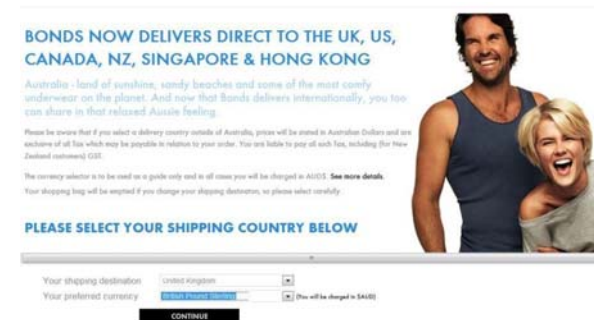 BONDS NOW DELIVERS DIRECT TO THE UK, US,
CANADA, NZ, SINGAPORE & HONG KONG
Australia - land of sunshine, sandy beaches and some of the most comfy
underwear on the planet. And now that Bonds delivers internationally, you too
can share in that relaxed Aussie feeling.
Please be aware that if you select a delivery country outside of Australia, prices will be stated in Australian Dollars and are
exclusive of all Tax which may be payable in relation to your order. You are liable to pay all such Tax, including (for New
Zealand customers) GST.
The currency selector is to be used as a guide only and in all cases you will be charged in AUD$. See more details.
Your shopping bag will be emptied if you change your shipping destination, so please select carefully.
PLEASE SELECT YOUR SHIPPING COUNTRY BELOW
Your shipping destination United Kingdom
Your preferred currency British Pound Sterling (You will be charged in $AUD)
CONTINUE